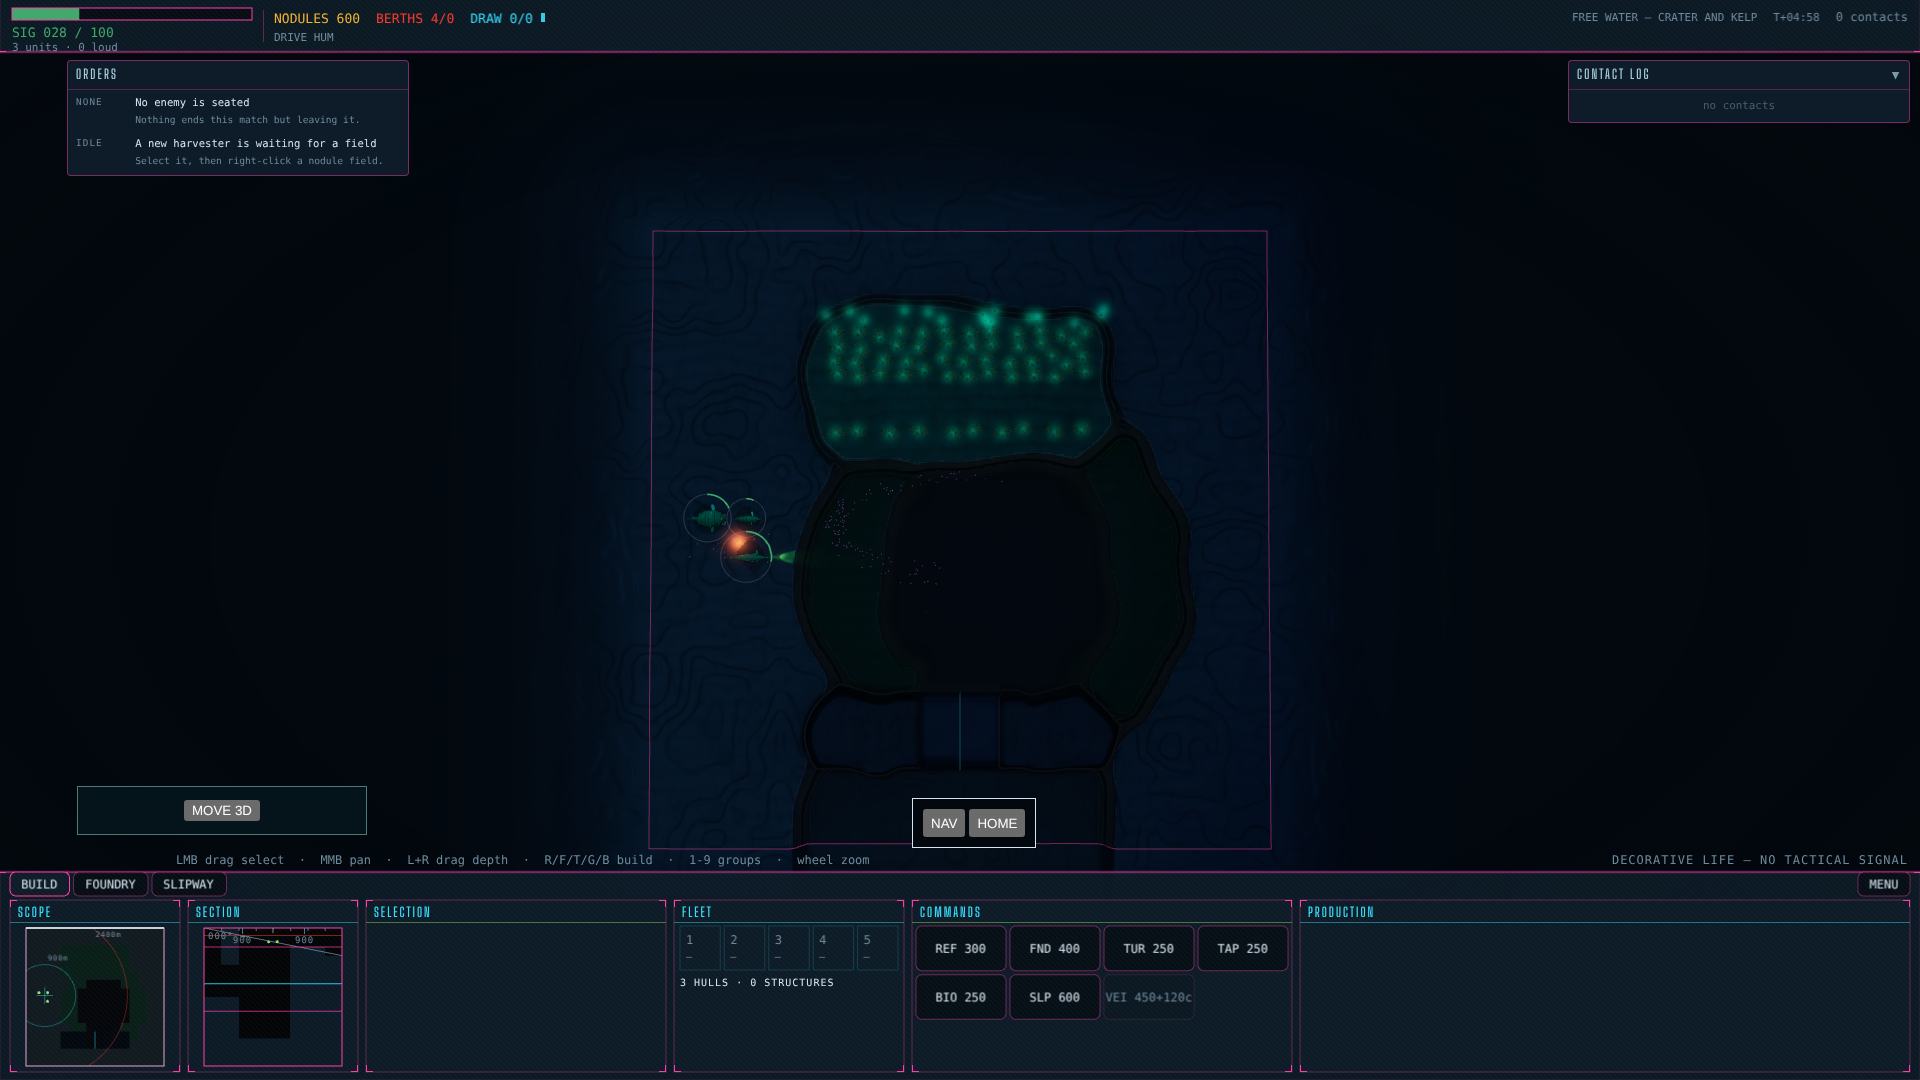 SIG 028 / 100
3 units · 0 loud
NODULES 600 BERTHS 4/0 DRAW 0/0
DRIVE HUM
FREE WATER — CRATER AND KELP T+04:58 0 contacts
ORDERS
NONE No enemy is seated
Nothing ends this match but leaving it.
IDLE A new harvester is waiting for a field
Select it, then right-click a nodule field.
CONTACT LOG ▼
no contacts
MOVE 3D
NAV HOME
LMB drag select · MMB pan · L+R drag depth · R/F/T/G/B build · 1-9 groups · wheel zoom
DECORATIVE LIFE — NO TACTICAL SIGNAL
BUILD FOUNDRY SLIPWAY
MENU
SCOPE
2400m
900m
SECTION
000°
900
900
SELECTION
FLEET
1 2 3 4 5
— — — — —
3 HULLS · 0 STRUCTURES
COMMANDS
REF 300 FND 400 TUR 250 TAP 250
BIO 250 SLP 600 VEI 450+120c
PRODUCTION